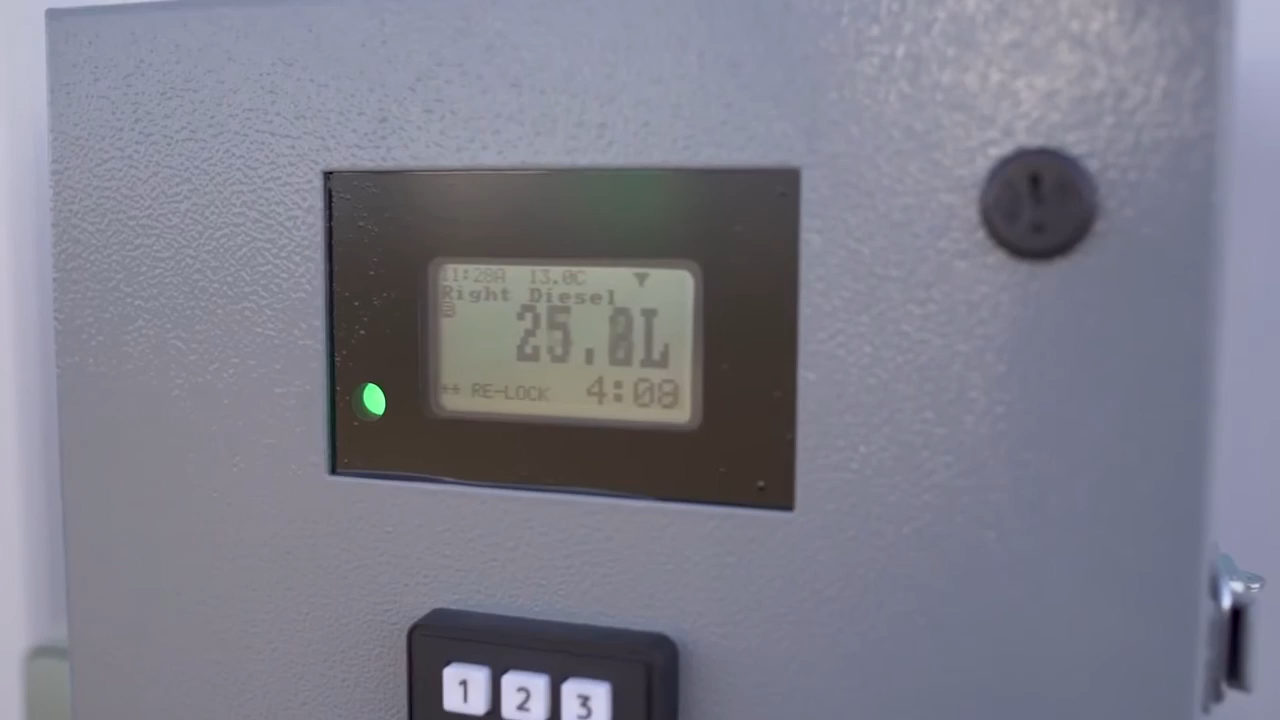 11:28A 13.0C
Right Diesel
25.8L
** RE-LOCK 4:08
1 2 3